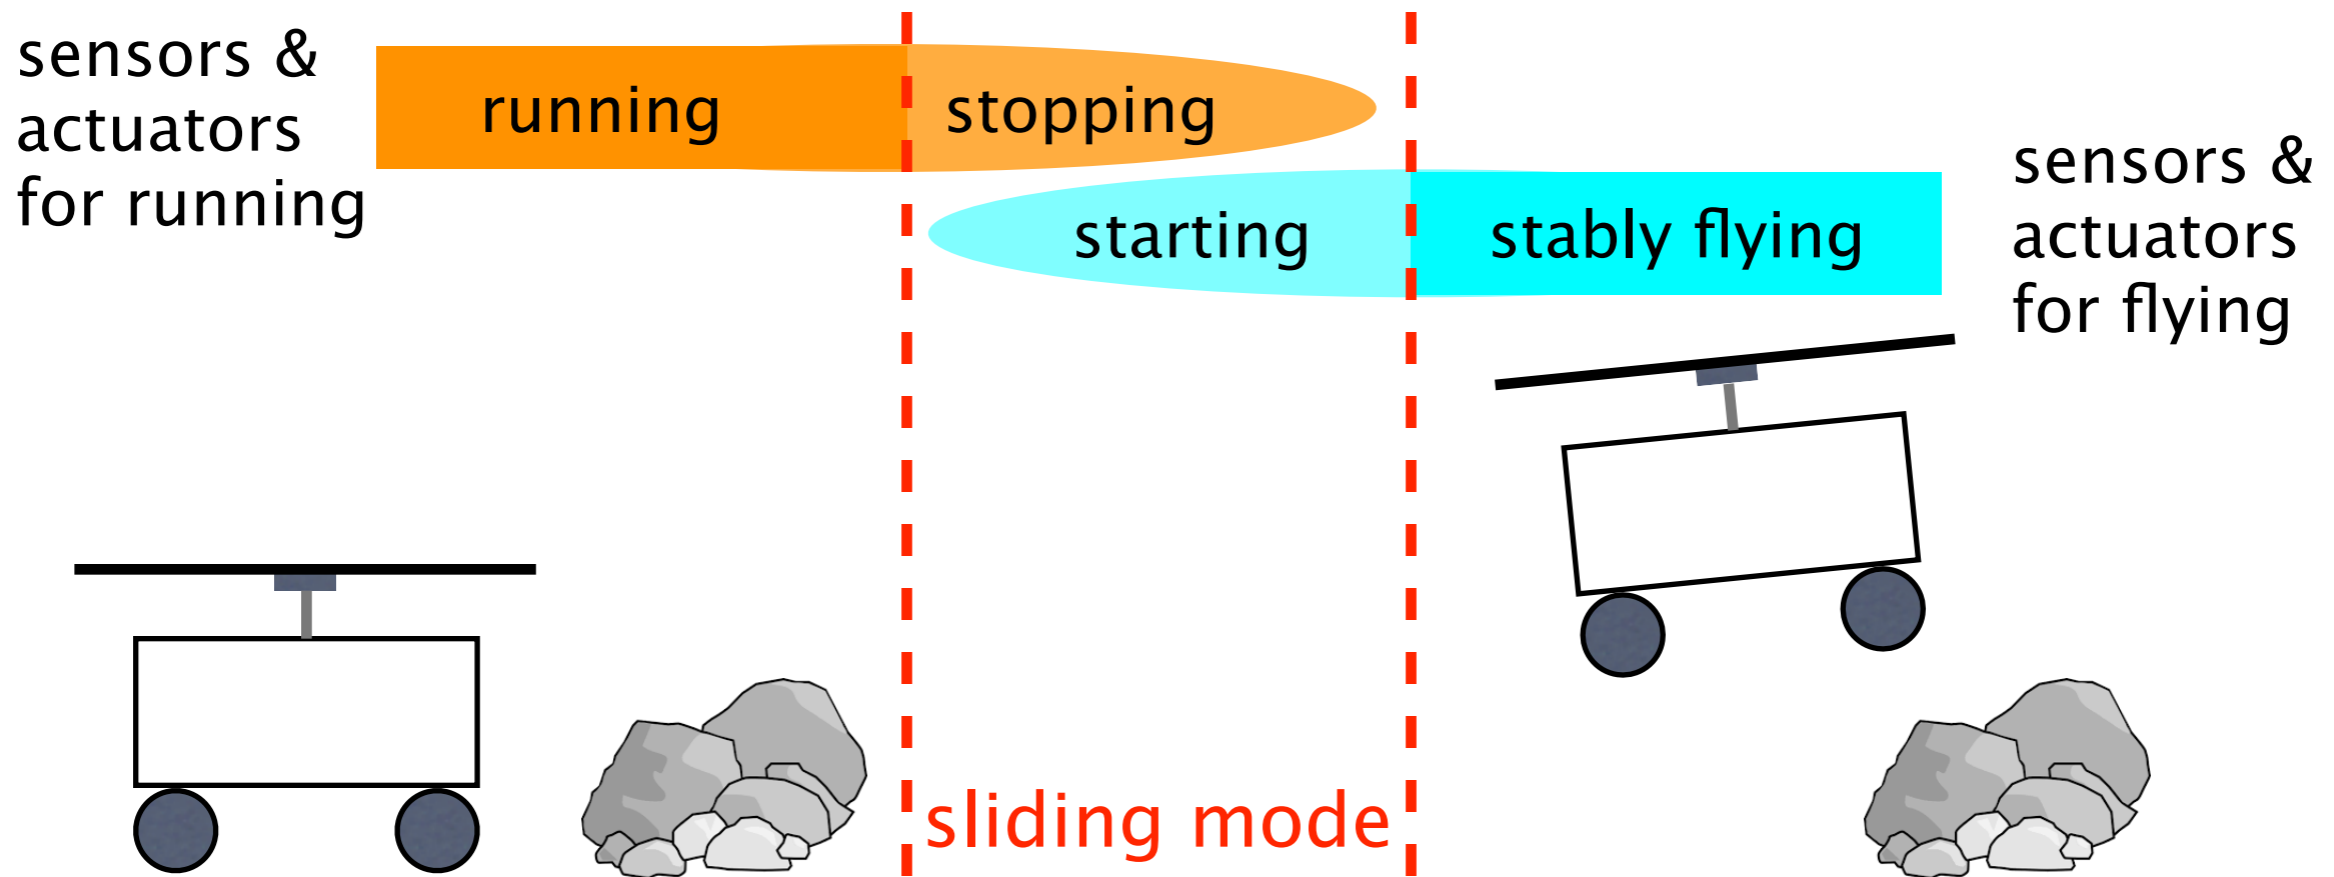 sensors &
actuators
for running
running
stopping
starting
stably flying
sensors &
actuators
for flying
sliding mode